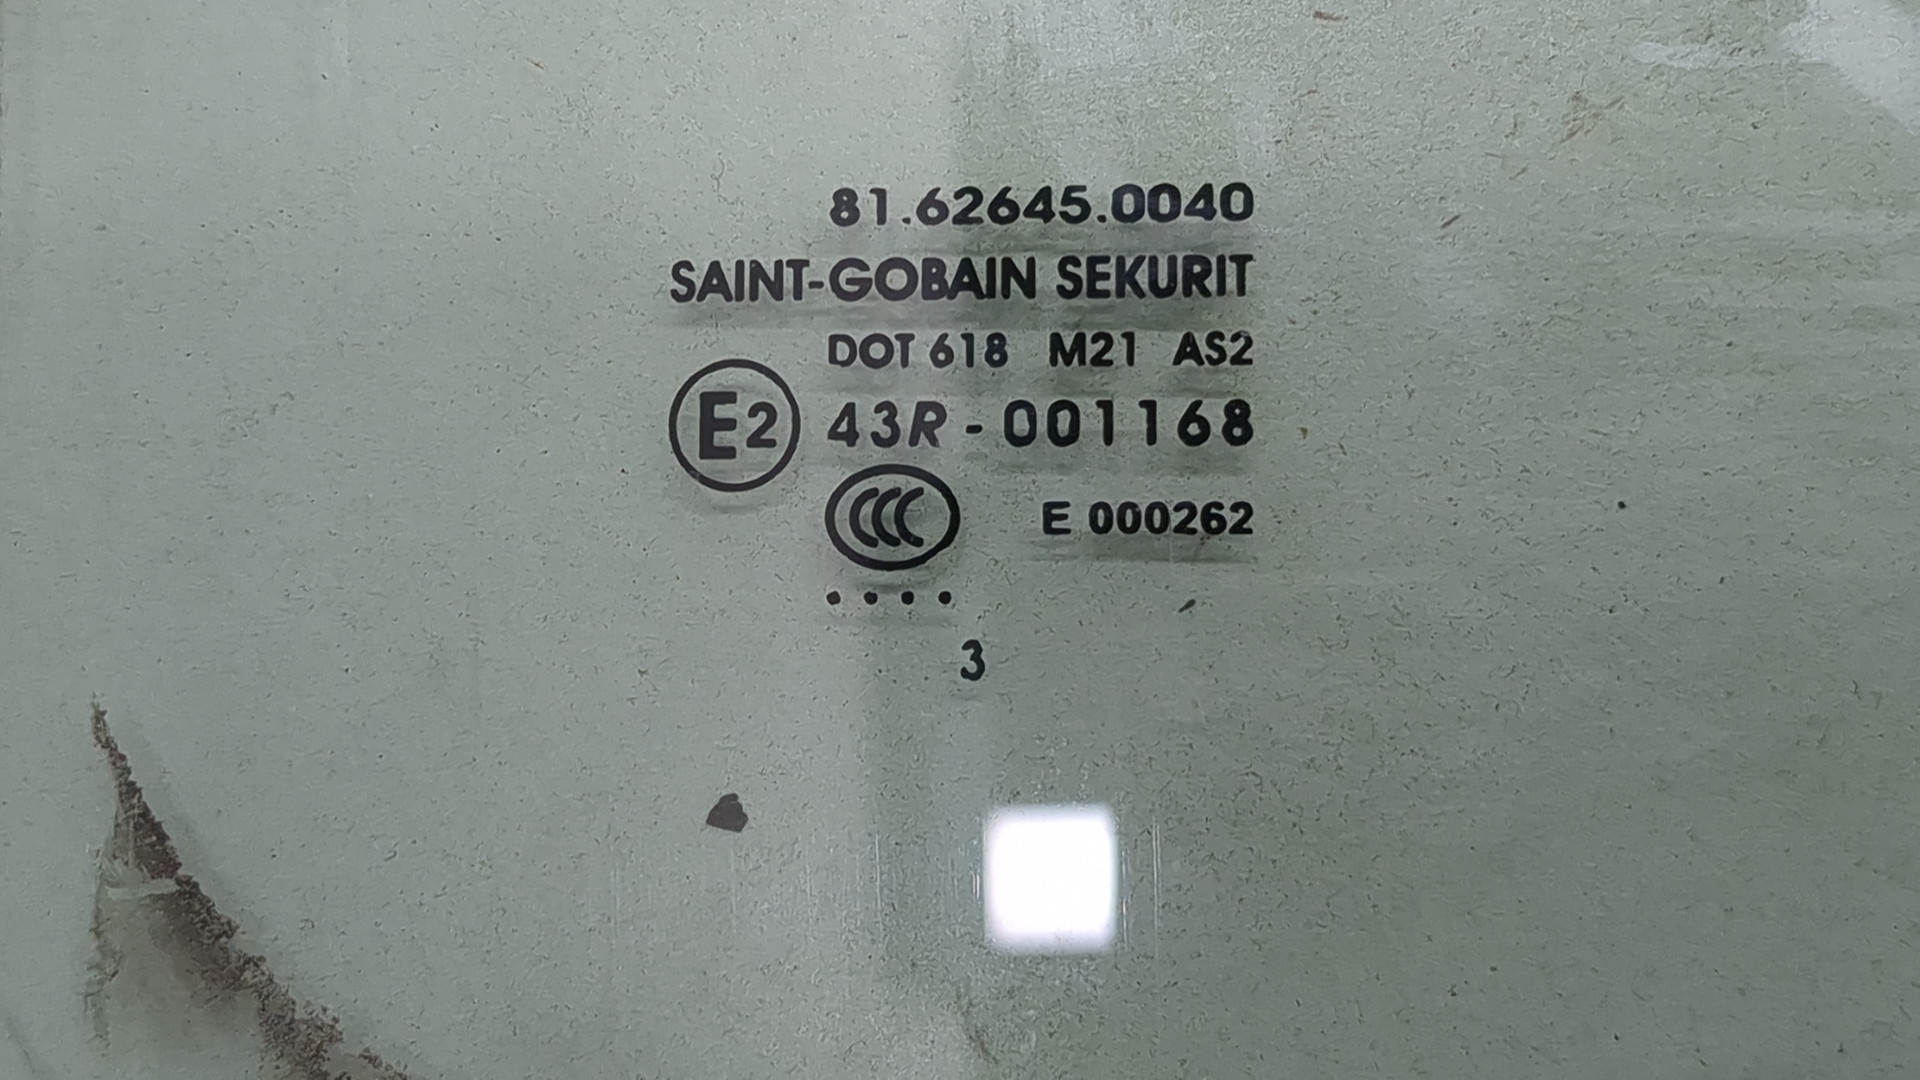 81.62645.0040
SAINT-GOBAIN SEKURIT
DOT 618 M21 AS2
E2 43R - 001168
CCC E 000262
....
3